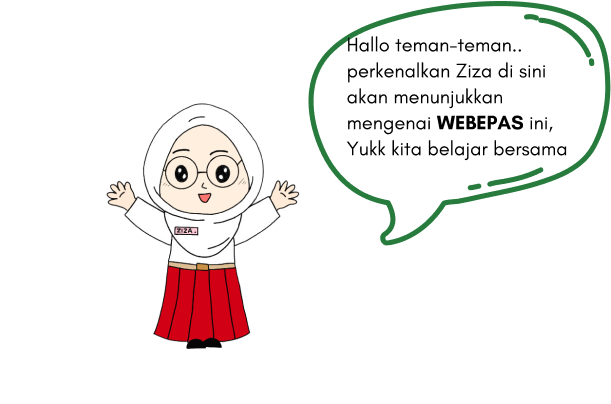 Hallo teman-teman..
perkenalkan Ziza di sini
akan menunjukkan
mengenai WEBEPAS ini,
Yukk kita belajar bersama
ZIZA.